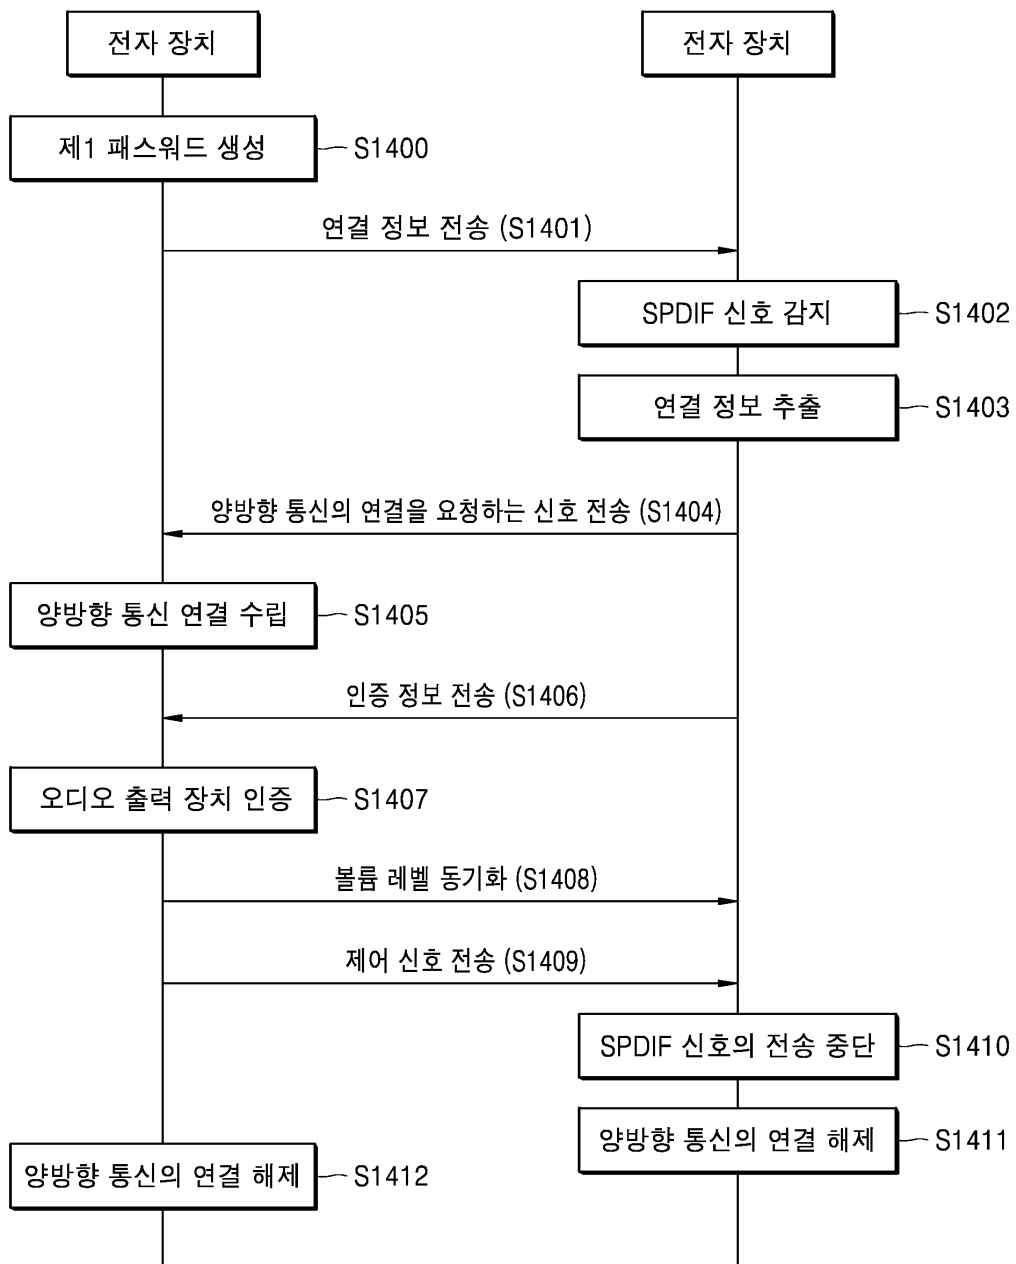 전자 장치
전자 장치
제1 패스워드 생성
S1400
연결 정보 전송 (S1401)
SPDIF 신호 감지
S1402
연결 정보 추출
S1403
양방향 통신의 연결을 요청하는 신호 전송 (S1404)
양방향 통신 연결 수립
S1405
인증 정보 전송 (S1406)
오디오 출력 장치 인증
S1407
볼륨 레벨 동기화 (S1408)
제어 신호 전송 (S1409)
SPDIF 신호의 전송 중단
S1410
양방향 통신의 연결 해제
S1411
양방향 통신의 연결 해제
S1412